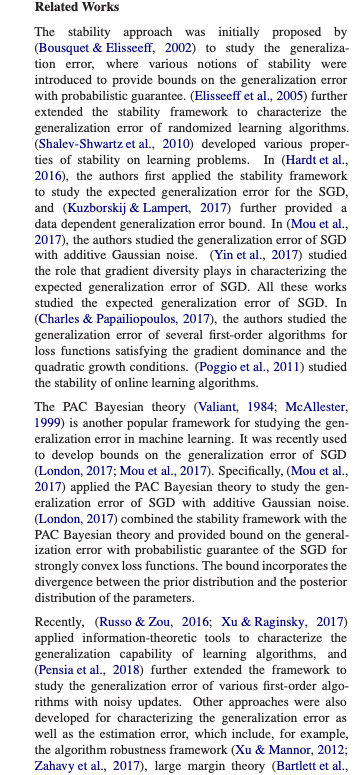 Related Works
The stability approach was initially proposed by
(Bousquet & Elisseeff, 2002) to study the generaliza-
tion error, where various notions of stability were
introduced to provide bounds on the generalization error
with probabilistic guarantee. (Elisseeff et al., 2005) further
extended the stability framework to characterize the
generalization error of randomized learning algorithms.
(Shalev-Shwartz et al., 2010) developed various proper-
ties of stability on learning problems. In (Hardt et al.,
2016), the authors first applied the stability framework
to study the expected generalization error for the SGD,
and (Kuzborskij & Lampert, 2017) further provided a
data dependent generalization error bound. In (Mou et al.,
2017), the authors studied the generalization error of SGD
with additive Gaussian noise. (Yin et al., 2017) studied
the role that gradient diversity plays in characterizing the
expected generalization error of SGD. All these works
studied the expected generalization error of SGD. In
(Charles & Papailiopoulos, 2017), the authors studied the
generalization error of several first-order algorithms for
loss functions satisfying the gradient dominance and the
quadratic growth conditions. (Poggio et al., 2011) studied
the stability of online learning algorithms.
The PAC Bayesian theory (Valiant, 1984; McAllester,
1999) is another popular framework for studying the gen-
eralization error in machine learning. It was recently used
to develop bounds on the generalization error of SGD
(London, 2017; Mou et al., 2017). Specifically, (Mou et al.,
2017) applied the PAC Bayesian theory to study the gen-
eralization error of SGD with additive Gaussian noise.
(London, 2017) combined the stability framework with the
PAC Bayesian theory and provided bound on the general-
ization error with probabilistic guarantee of the SGD for
strongly convex loss functions. The bound incorporates the
divergence between the prior distribution and the posterior
distribution of the parameters.
Recently, (Russo & Zou, 2016; Xu & Raginsky, 2017)
applied information-theoretic tools to characterize the
generalization capability of learning algorithms, and
(Pensia et al., 2018) further extended the framework to
study the generalization error of various first-order algo-
rithms with noisy updates. Other approaches were also
developed for characterizing the generalization error as
well as the estimation error, which include, for example,
the algorithm robustness framework (Xu & Mannor, 2012;
Zahavy et al., 2017), large margin theory (Bartlett et al.,